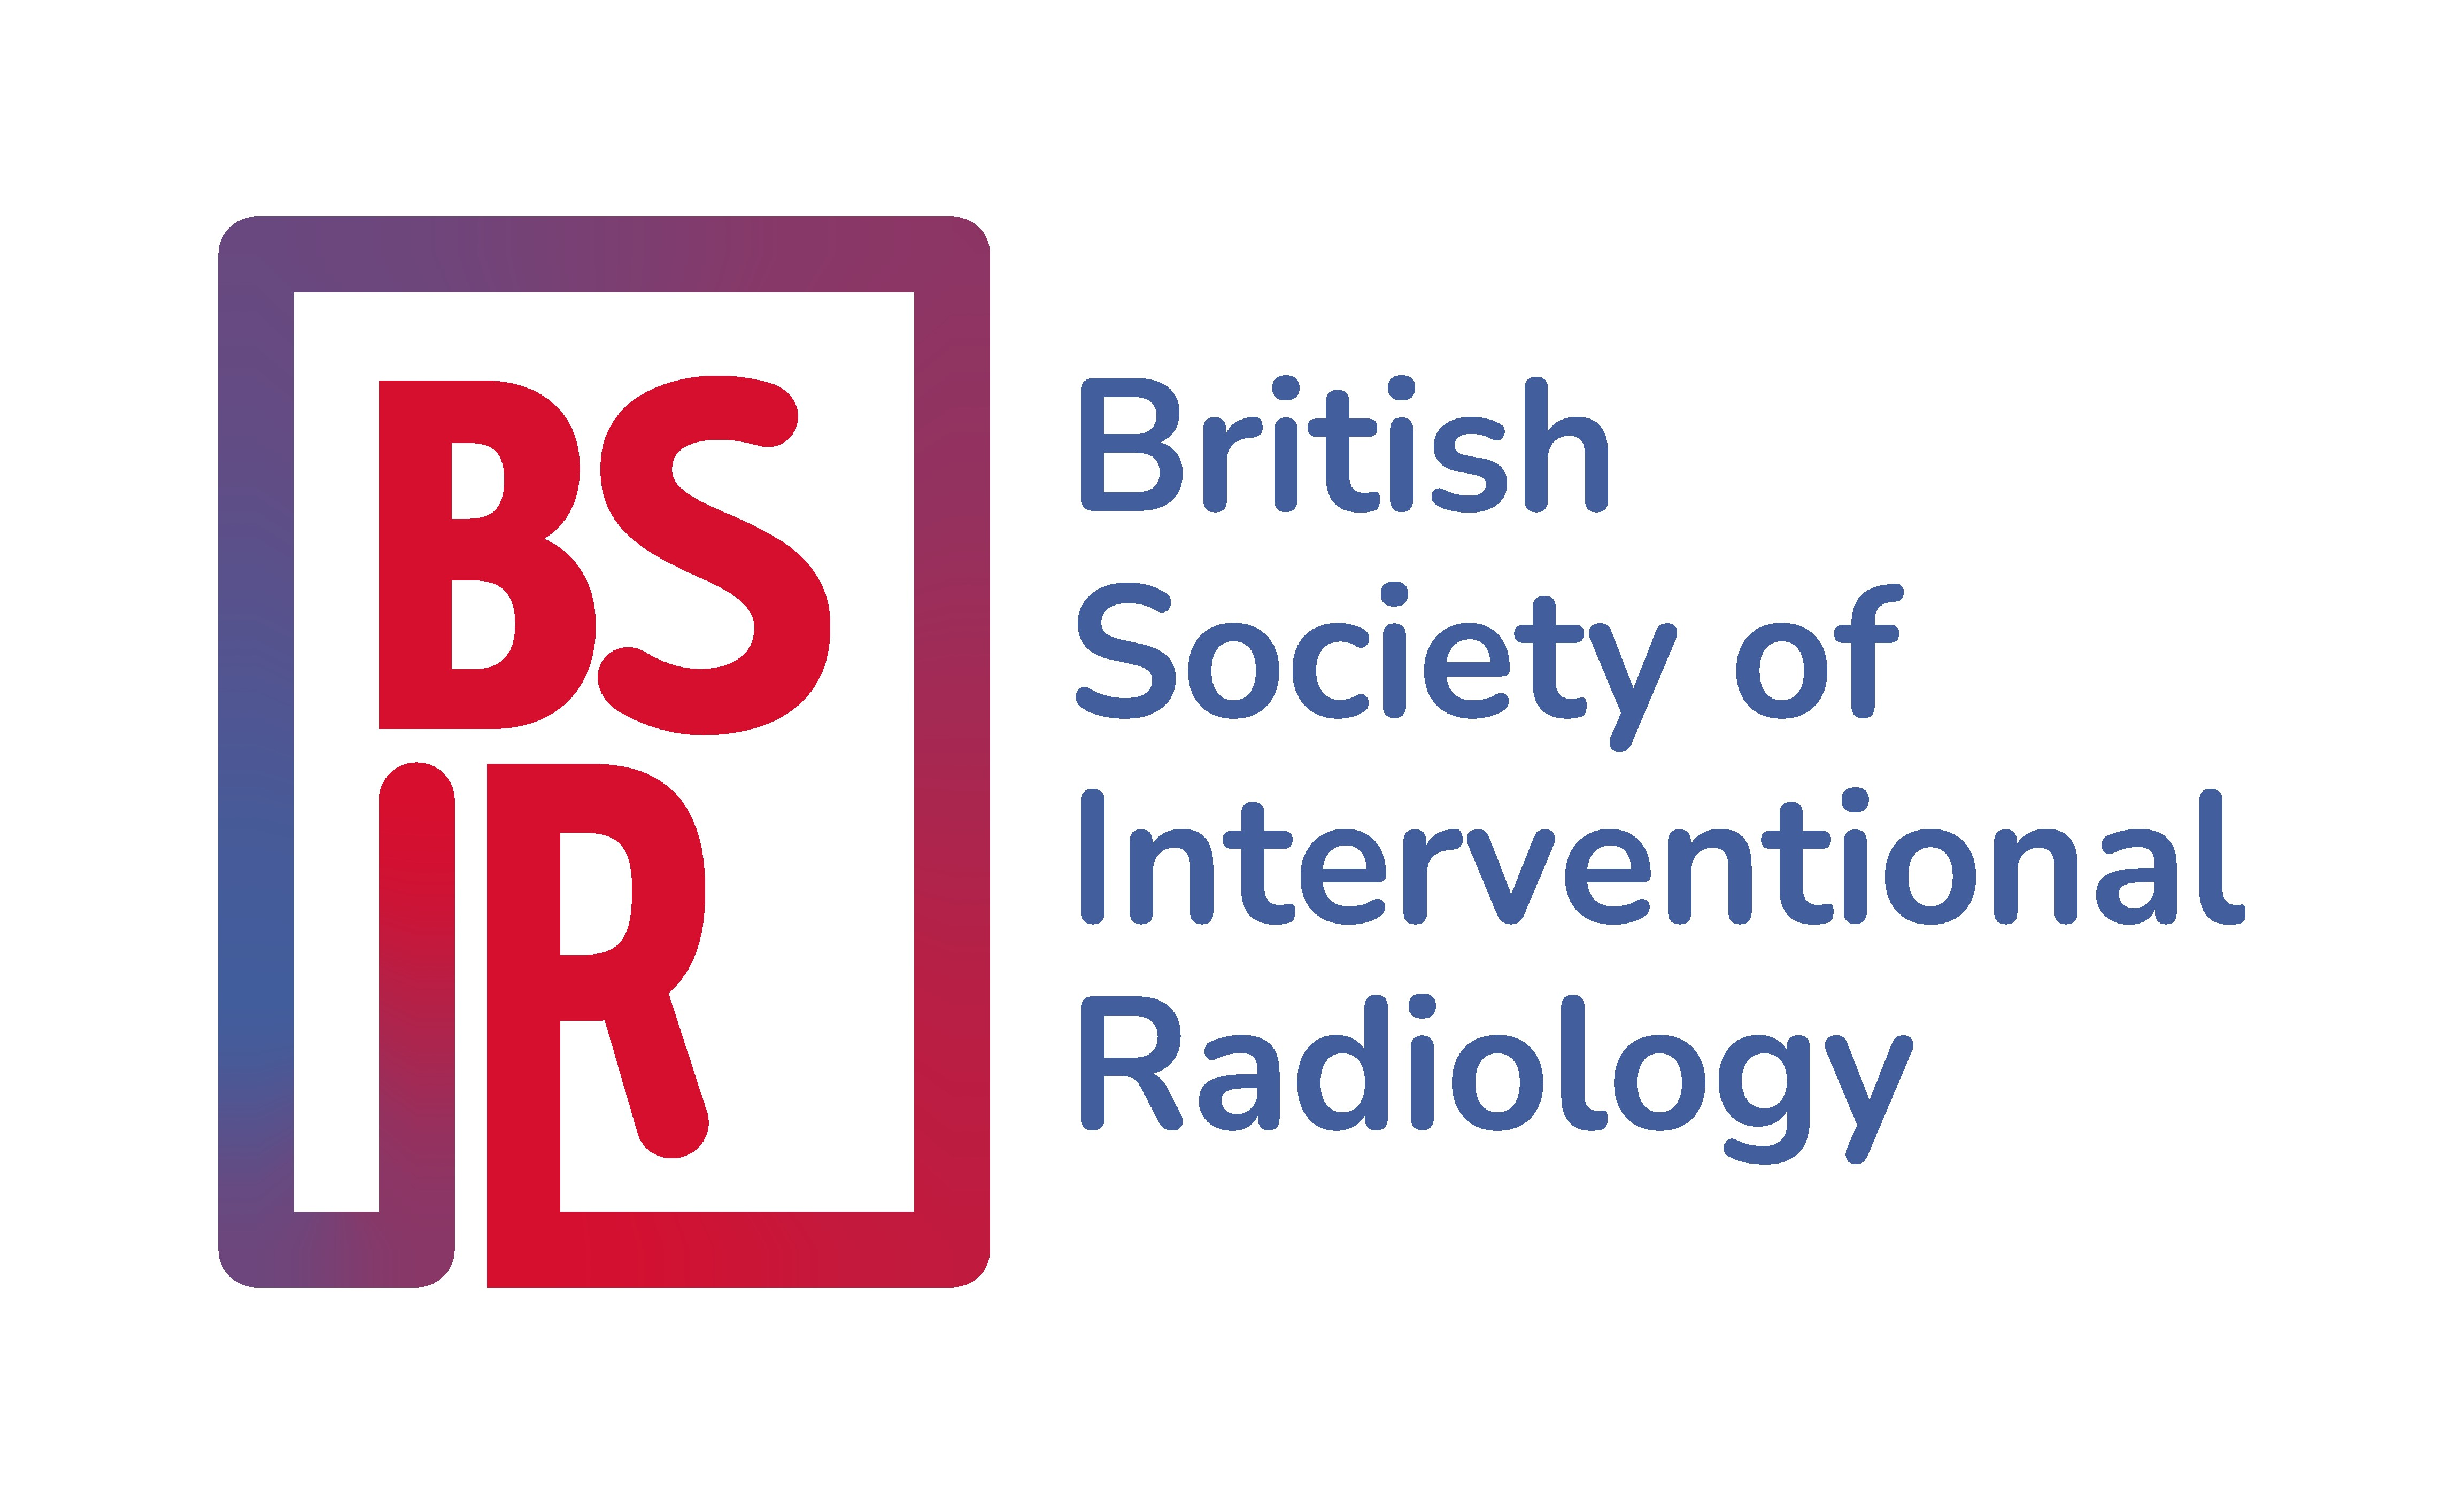 BS
IR
British
Society of
Interventional
Radiology